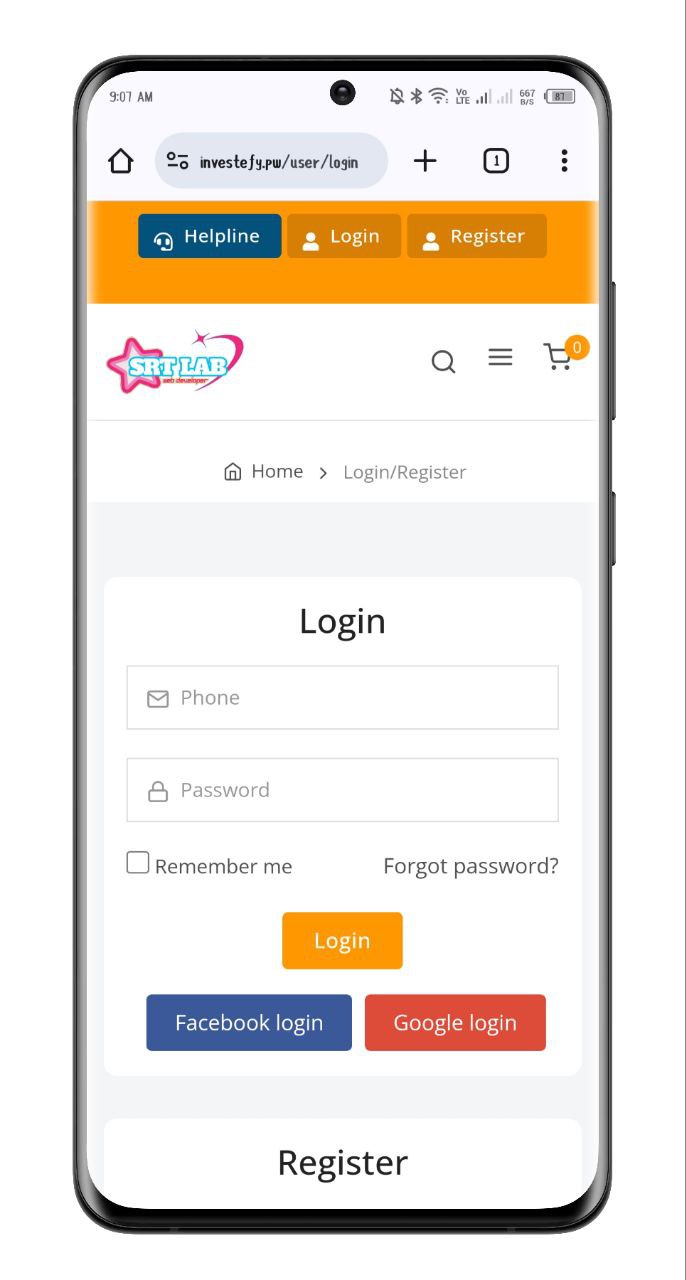 9:07 AM Vo LTE 667 B/S 87
investefy.pw/user/login 1
Helpline Login Register
SRT LAB
web developer
0
Home > Login/Register
Login
Phone
Password
Remember me Forgot password?
Login
Facebook login Google login
Register